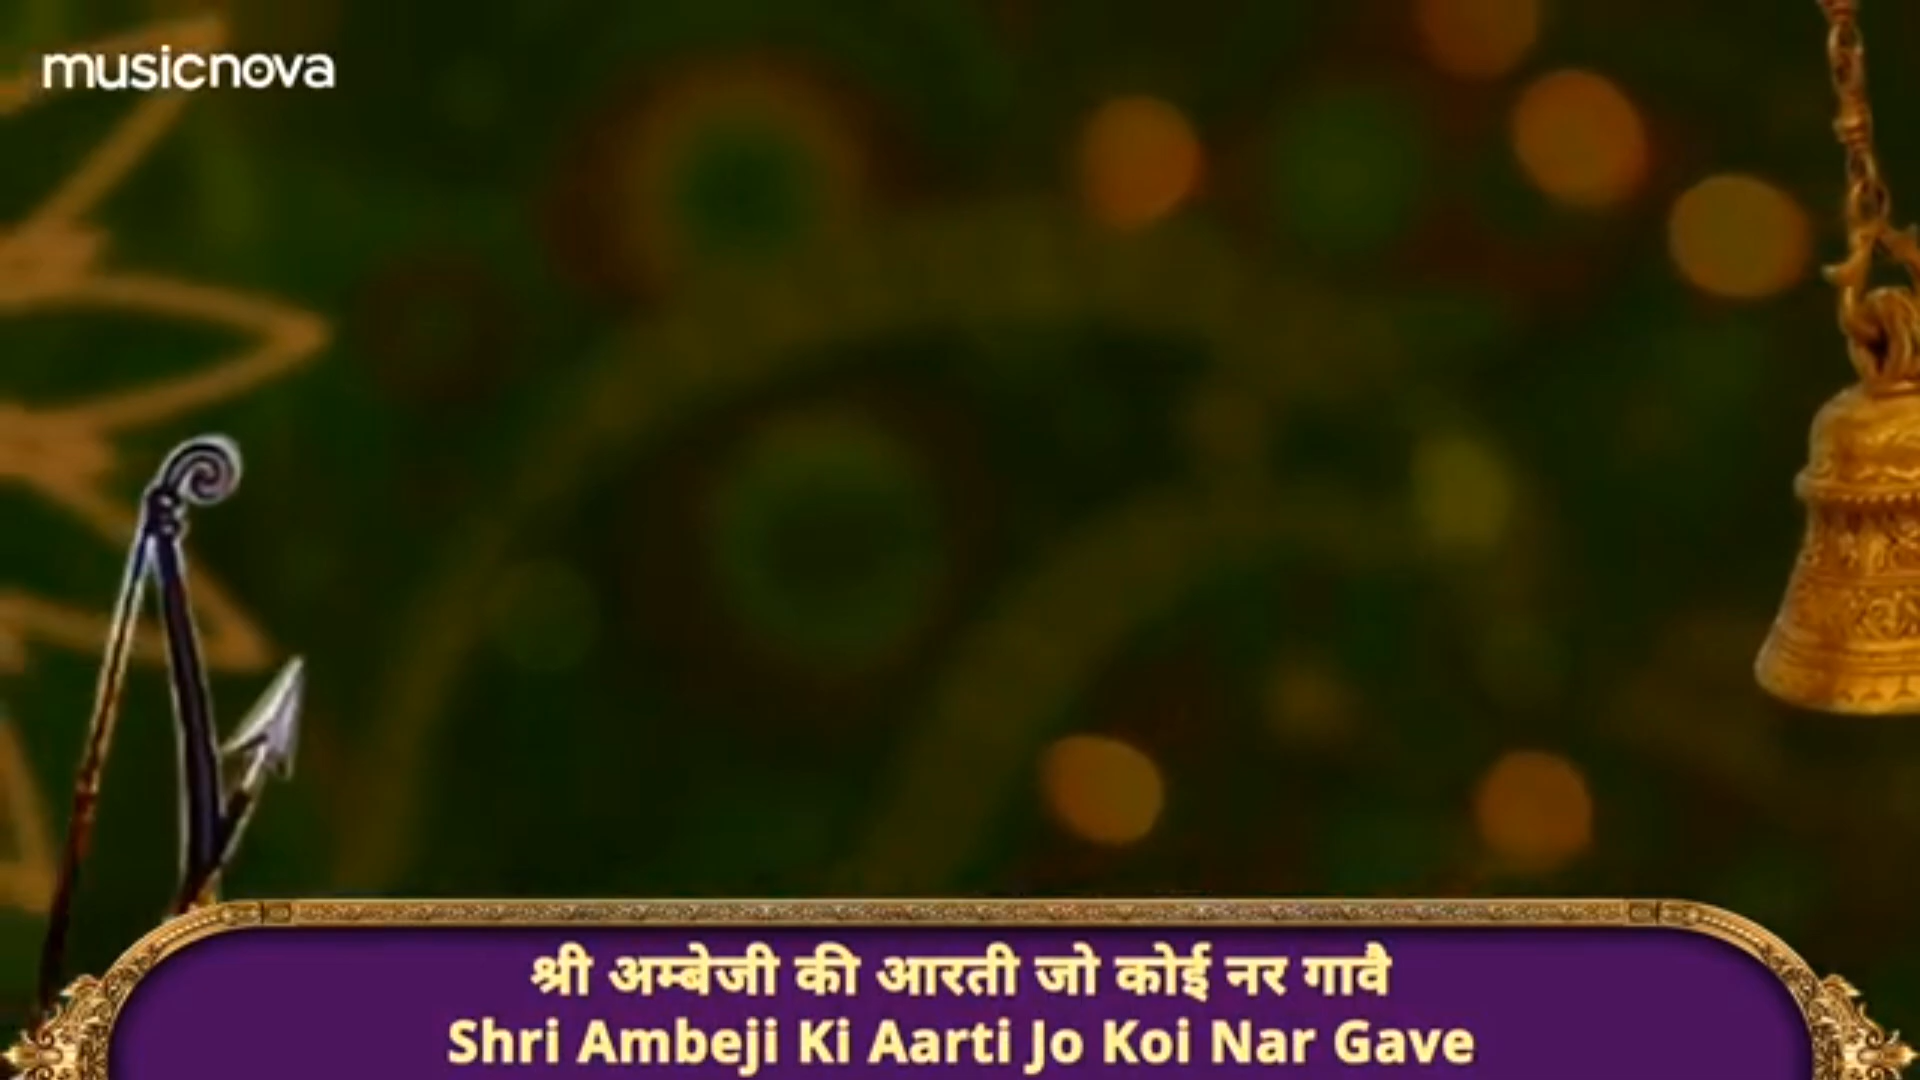 musicnova
श्री अम्बेजी की आरती जो कोई नर गावै
Shri Ambeji Ki Aarti Jo Koi Nar Gave